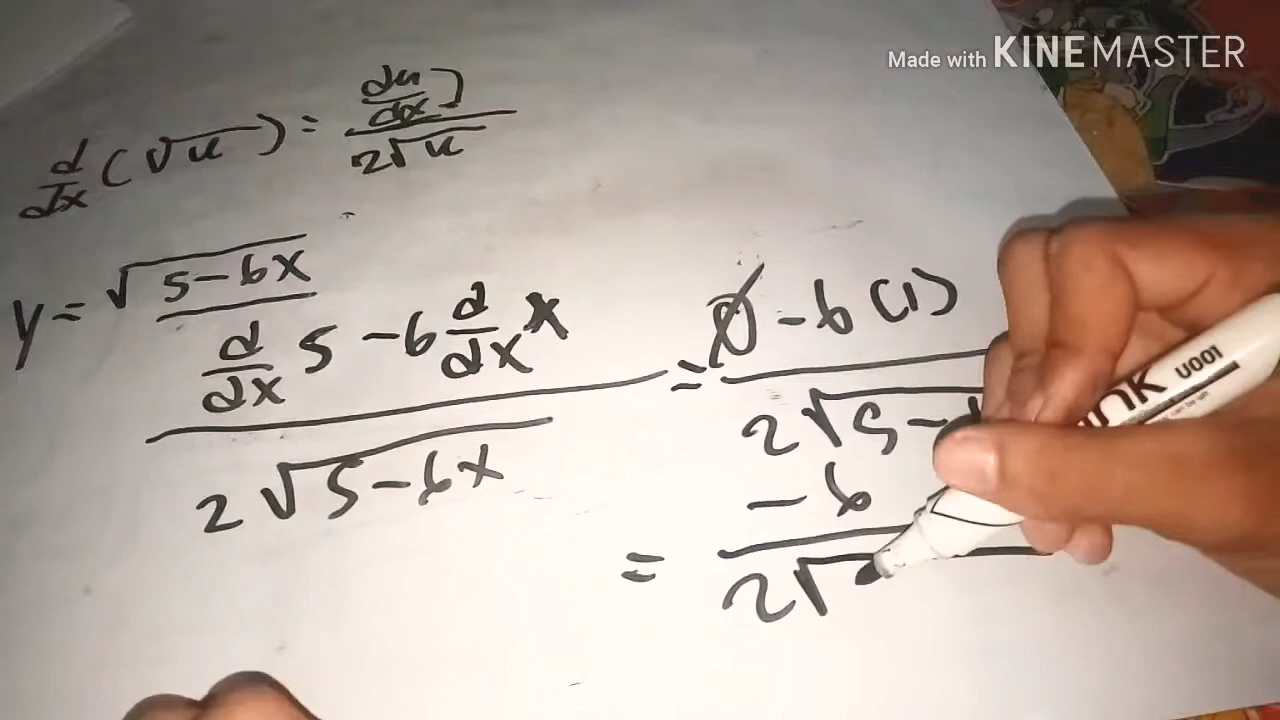 Made with KINEMASTER
d/dx (√u) = du/dx / 2√u
y = √5-6x
d/dx 5 - 6 d/dx x / 2√5-6x
= 0 - 6(1) / 2√5-
= -6 / 2√
nk U001